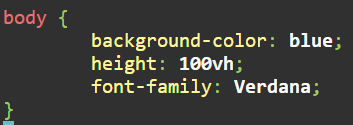 body {
        background-color: blue;
        height: 100vh;
        font-family: Verdana;
}